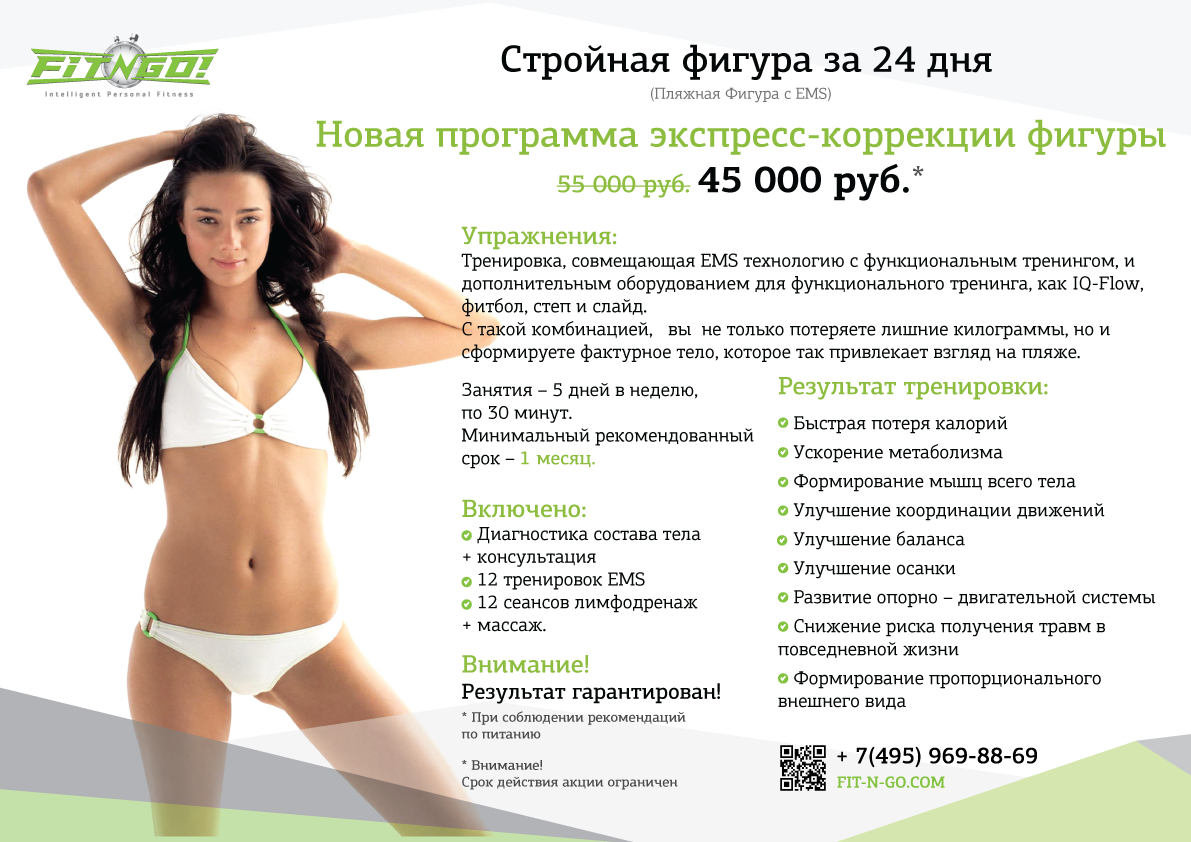 FIT-N-GO!
Intelligent Personal Fitness
Стройная фигура за 24 дня
(Пляжная Фигура с EMS)
Новая программа экспресс-коррекции фигуры
55 000 руб. 45 000 руб.*
Упражнения:
Тренировка, совмещающая EMS технологию с функциональным тренингом, и
дополнительным оборудованием для функционального тренинга, как IQ-Flow,
фитбол, степ и слайд.
С такой комбинацией, вы не только потеряете лишние килограммы, но и
сформируете фактурное тело, которое так привлекает взгляд на пляже.
Занятия – 5 дней в неделю,
по 30 минут.
Минимальный рекомендованный
срок – 1 месяц.
Включено:
Диагностика состава тела
+ консультация
12 тренировок EMS
12 сеансов лимфодренаж
+ массаж.
Внимание!
Результат гарантирован!
* При соблюдении рекомендаций
по питанию
* Внимание!
Срок действия акции ограничен
Результат тренировки:
Быстрая потеря калорий
Ускорение метаболизма
Формирование мышц всего тела
Улучшение координации движений
Улучшение баланса
Улучшение осанки
Развитие опорно – двигательной системы
Снижение риска получения травм в
повседневной жизни
Формирование пропорционального
внешнего вида
+ 7(495) 969-88-69
FIT-N-GO.COM